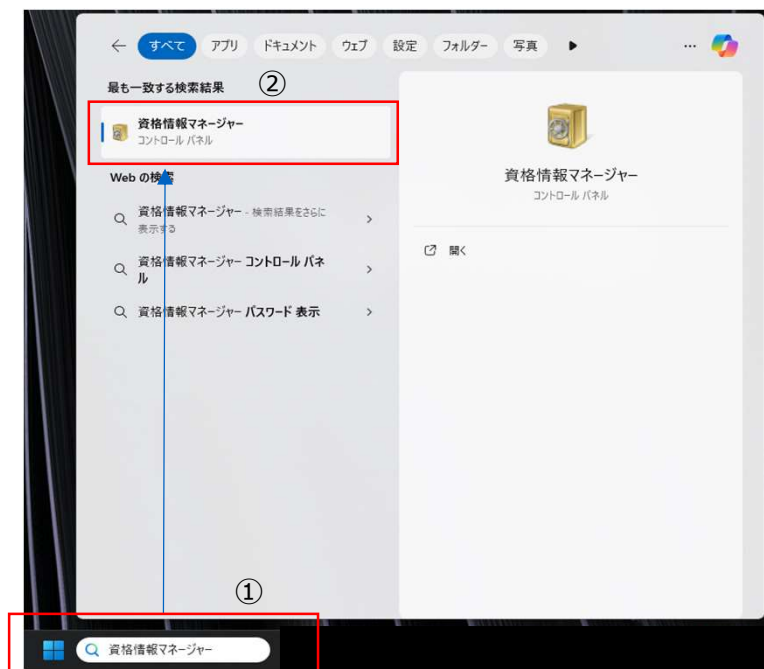 すべて アプリ ドキュメント ウェブ 設定 フォルダー 写真 ...
最も一致する検索結果 ②
資格情報マネージャー
コントロール パネル
Web の検索
資格情報マネージャー - 検索結果をさらに
表示する
資格情報マネージャー コントロール パネ
ル
資格情報マネージャー パスワード 表示
資格情報マネージャー
コントロール パネル
開く
①
資格情報マネージャー